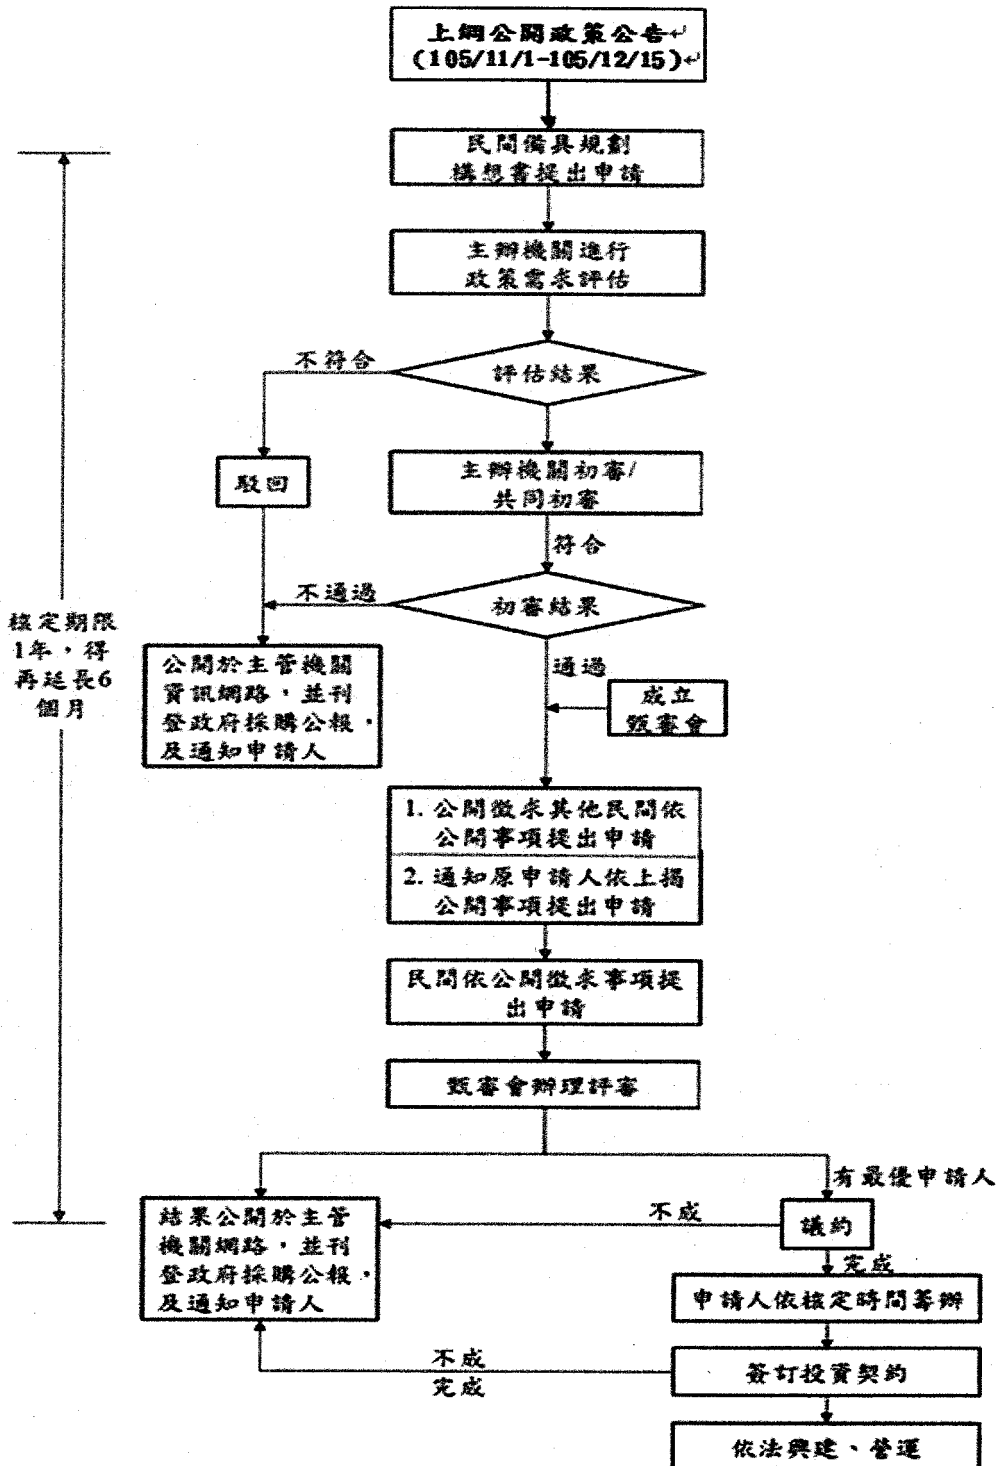 上網公開政策公告
(105/11/1-105/12/15)
民間備具規劃
構想書提出申請
主辦機關進行
政策需求評估
不符合
評估結果
駁回
主辦機關初審/
共同初審
符合
不通過
初審結果
核定期限
1年，得
再延長6
個月
公開於主管機關
資訊網路，並刊
登政府採購公報，
及通知申請人
通過
成立
甄審會
1. 公開徵求其他民間依
公開事項提出申請
2. 通知原申請人依上揭
公開事項提出申請
民間依公開徵求事項提
出申請
甄審會辦理評審
有最優申請人
結果公開於主管
機關網路，並刊
登政府採購公報，
及通知申請人
不成
議約
完成
申請人依核定時間籌辦
不成
完成
簽訂投資契約
依法興建、營運